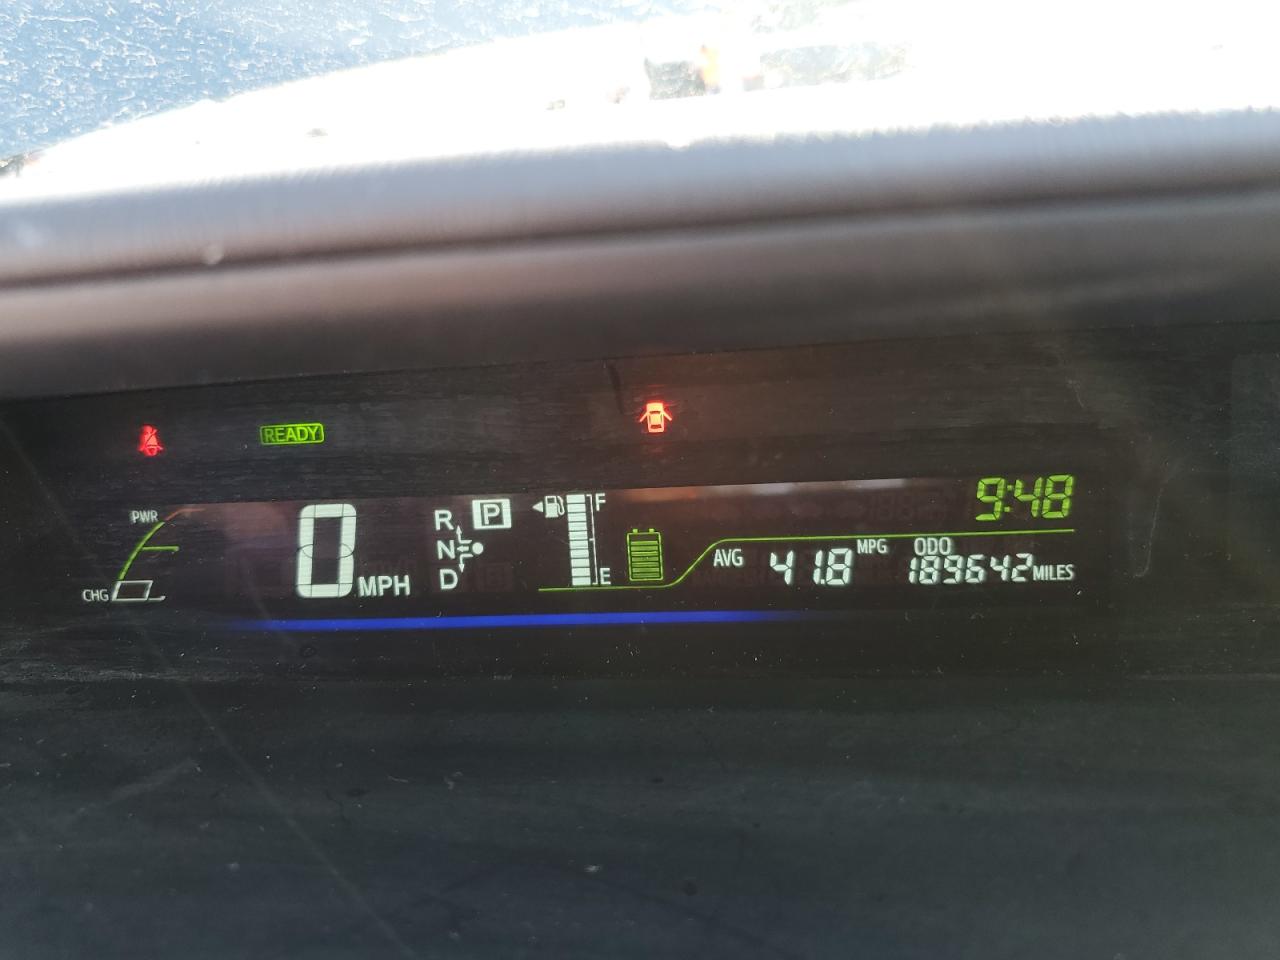 READY
9:48
PWR
CHG
0 MPH
R P
N
D
F
E
AVG 41.8 MPG
ODO 189642 MILES